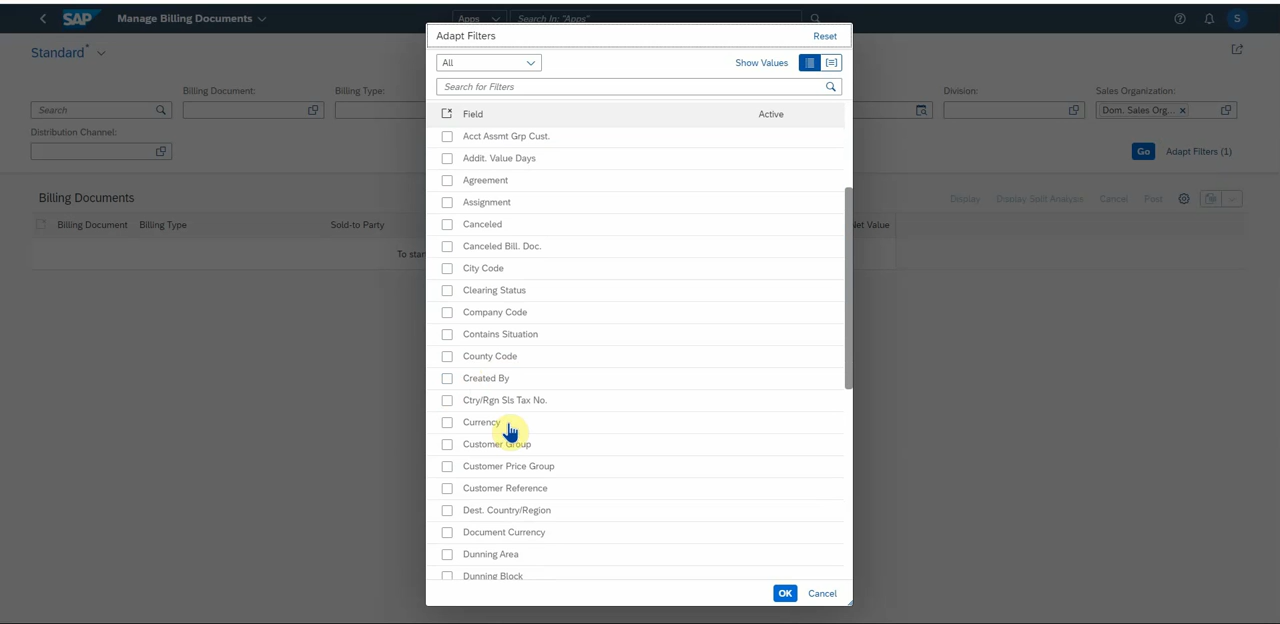 SAP Manage Billing Documents
Apps Search In: "Apps"
S
Standard*
Billing Document:
Billing Type:
Division:
Sales Organization:
Search
Dom. Sales Org...
Distribution Channel:
Go
Adapt Filters (1)
Billing Documents
Display
Display Split Analysis
Cancel
Post
Billing Document
Billing Type
Sold-to Party
Net Value
To star
Adapt Filters
Reset
All
Show Values
Search for Filters
Field
Active
Acct Assmt Grp Cust.
Addit. Value Days
Agreement
Assignment
Canceled
Canceled Bill. Doc.
City Code
Clearing Status
Company Code
Contains Situation
County Code
Created By
Ctry/Rgn Sls Tax No.
Currency
Customer Group
Customer Price Group
Customer Reference
Dest. Country/Region
Document Currency
Dunning Area
Dunning Block
OK
Cancel